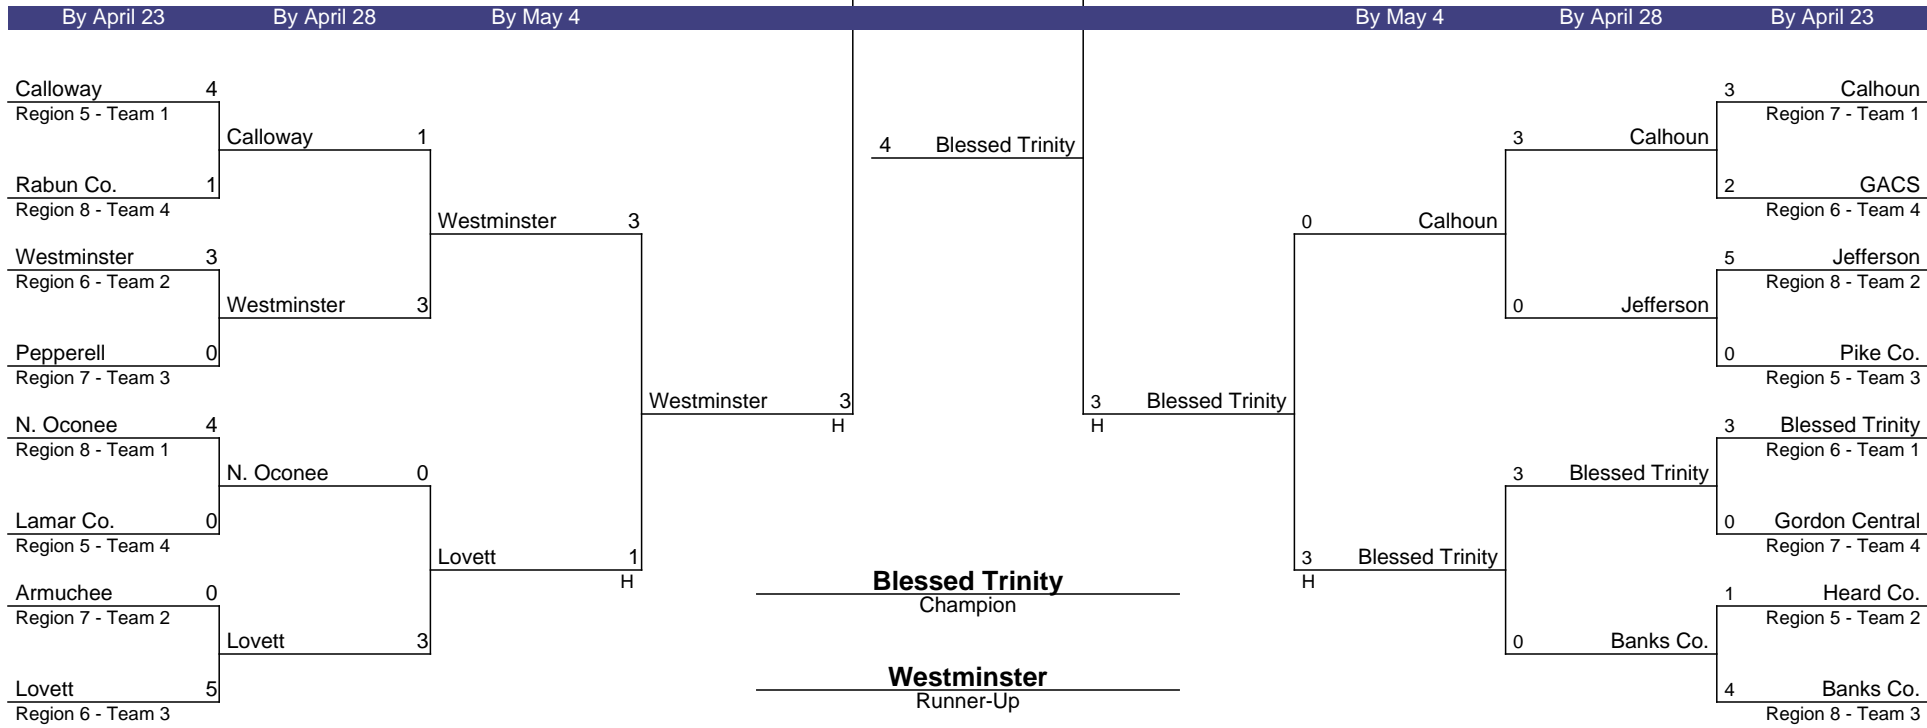 By April 23 By April 28 By May 4 By May 4 By April 28 By April 23
Calloway 4
Region 5 - Team 1
Rabun Co. 1
Region 8 - Team 4
Westminster 3
Region 6 - Team 2
Pepperell 0
Region 7 - Team 3
N. Oconee 4
Region 8 - Team 1
Lamar Co. 0
Region 5 - Team 4
Armuchee 0
Region 7 - Team 2
Lovett 5
Region 6 - Team 3
Calloway 1
Westminster 3
N. Oconee 0
Lovett 3
Westminster 3
Lovett 1
H
Westminster 3
H
4 Blessed Trinity
Blessed Trinity
Champion
Westminster
Runner-Up
3 Blessed Trinity
H
0 Calhoun
3 Blessed Trinity
H
3 Calhoun
0 Jefferson
3 Blessed Trinity
0 Banks Co.
3 Calhoun
Region 7 - Team 1
2 GACS
Region 6 - Team 4
5 Jefferson
Region 8 - Team 2
0 Pike Co.
Region 5 - Team 3
3 Blessed Trinity
Region 6 - Team 1
0 Gordon Central
Region 7 - Team 4
1 Heard Co.
Region 5 - Team 2
4 Banks Co.
Region 8 - Team 3